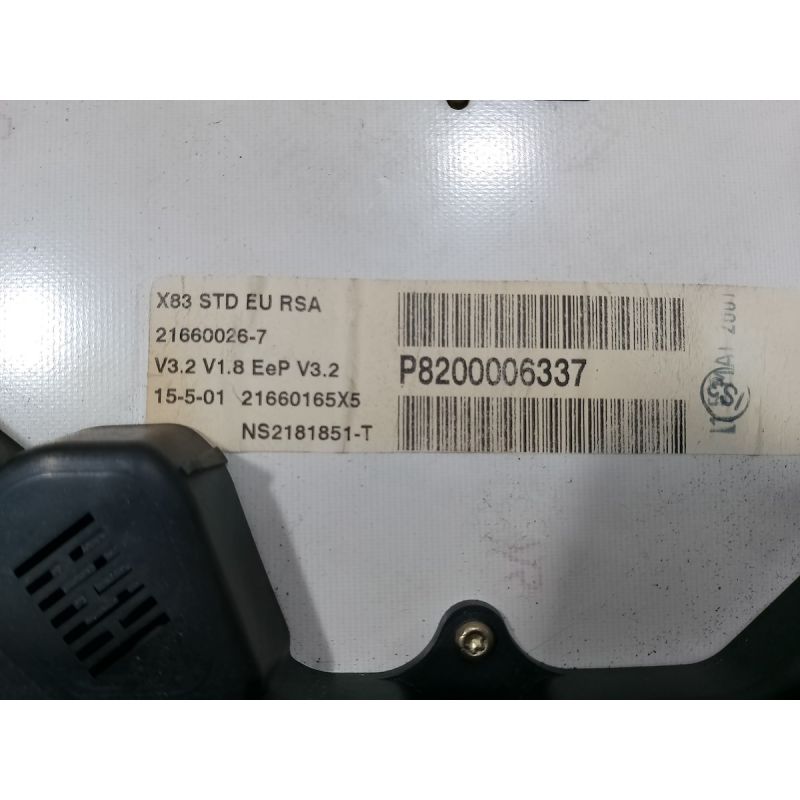 X83 STD EU RSA
21660026-7
V3.2 V1.8 EeP V3.2
15-5-01 21660165X5
NS2181851-T
P8200006337